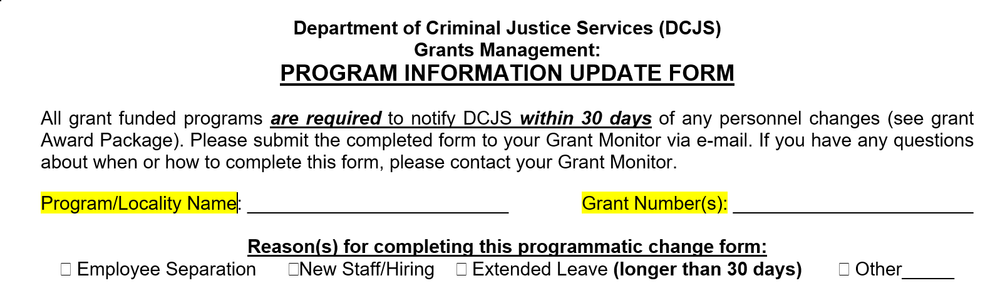 Department of Criminal Justice Services (DCJS)
Grants Management:
PROGRAM INFORMATION UPDATE FORM
All grant funded programs are required to notify DCJS within 30 days of any personnel changes (see grant
Award Package). Please submit the completed form to your Grant Monitor via e-mail. If you have any questions
about when or how to complete this form, please contact your Grant Monitor.
Program/Locality Name: _________________________ Grant Number(s): _______________________
Reason(s) for completing this programmatic change form:
☐ Employee Separation ☐New Staff/Hiring ☐ Extended Leave (longer than 30 days) ☐ Other_____